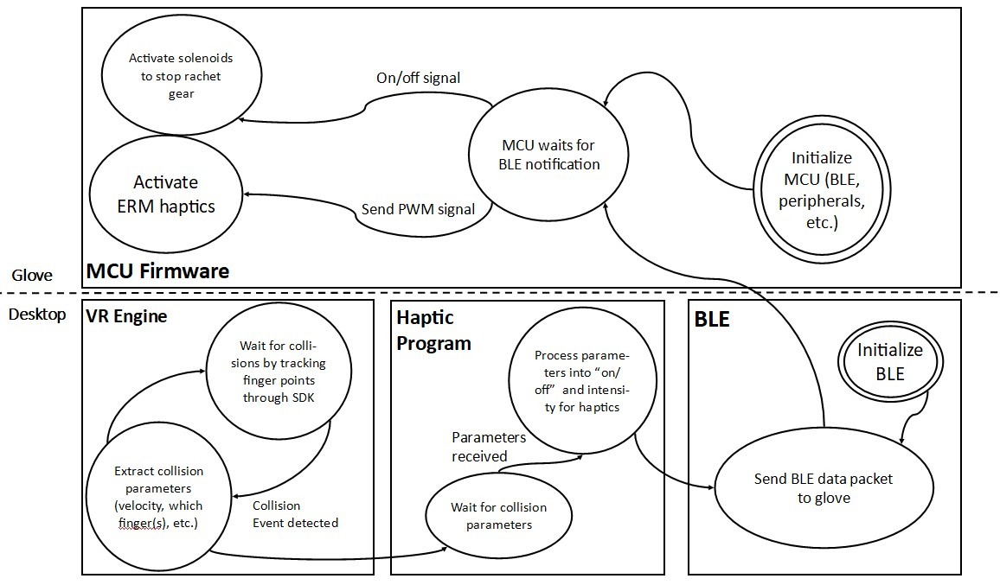 Activate solenoids
to stop rachet
gear
On/off signal
MCU waits for
BLE notification
Initialize
MCU (BLE,
peripherals,
etc.)
Activate
ERM haptics
Send PWM signal
MCU Firmware
Glove
Desktop
VR Engine
Wait for colli-
sions by tracking
finger points
through SDK
Extract collision
parameters
(velocity, which
finger(s), etc.)
Collision
Event detected
Haptic
Program
Process parame-
ters into “on/
off” and intensi-
ty for haptics
Parameters
received
Wait for collision
parameters
BLE
Initialize
BLE
Send BLE data packet
to glove